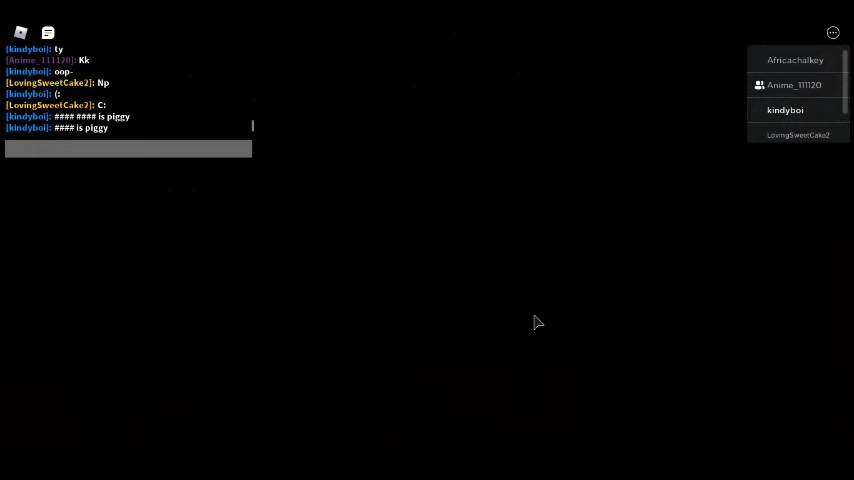 [kindyboi]: ty
[Anime_111120]: Kk
[kindyboi]: oop-
[LovingSweetCake2]: Np
[kindyboi]: (:
[LovingSweetCake2]: C:
[kindyboi]: #### #### is piggy
[kindyboi]: #### is piggy
Africachalkey
Anime_111120
kindyboi
LovingSweetCake2